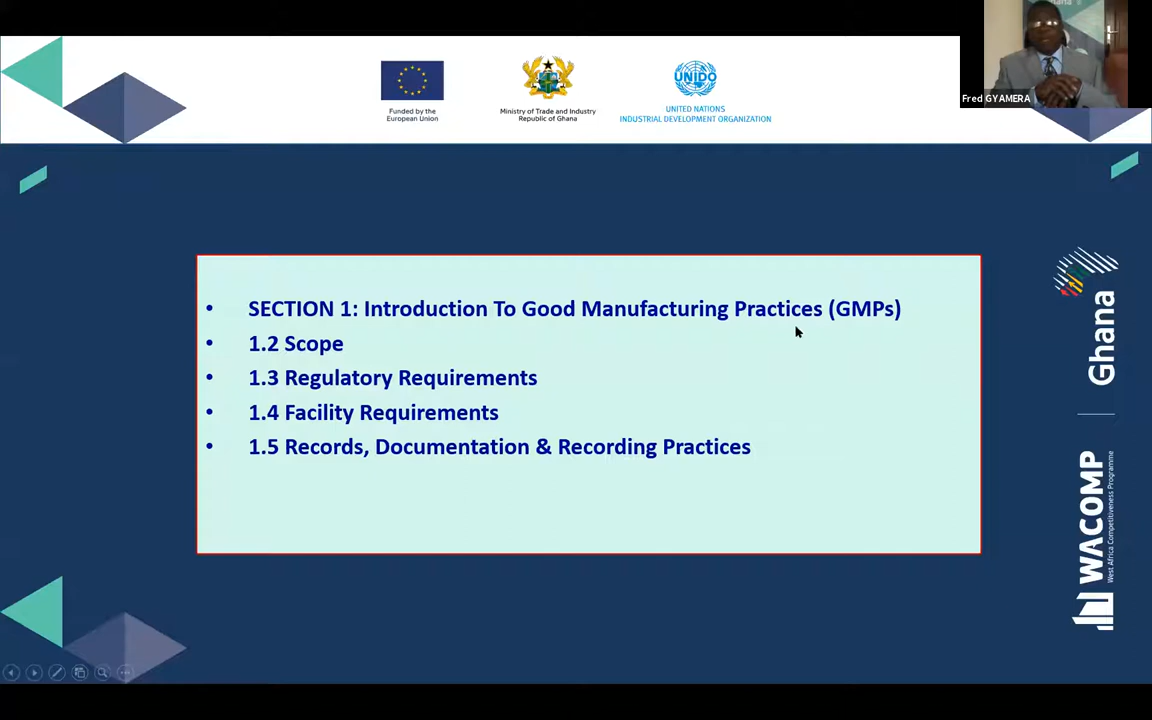 Funded by the
European Union
Ministry of Trade and Industry
Republic of Ghana
UNIDO
UNITED NATIONS
INDUSTRIAL DEVELOPMENT ORGANIZATION
Fred GYAMERA
• SECTION 1: Introduction To Good Manufacturing Practices (GMPs)
• 1.2 Scope
• 1.3 Regulatory Requirements
• 1.4 Facility Requirements
• 1.5 Records, Documentation & Recording Practices
Ghana
WACOMP
West Africa Competitiveness Programme